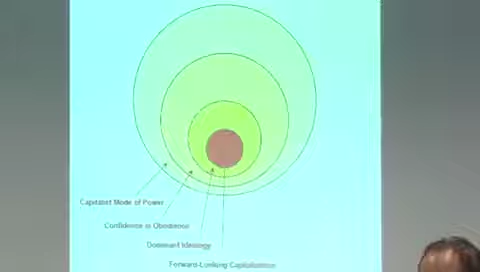 Capitalist Mode of Power
Confidence in Obedience
Dominant Ideology
Forward-Looking Capitalization